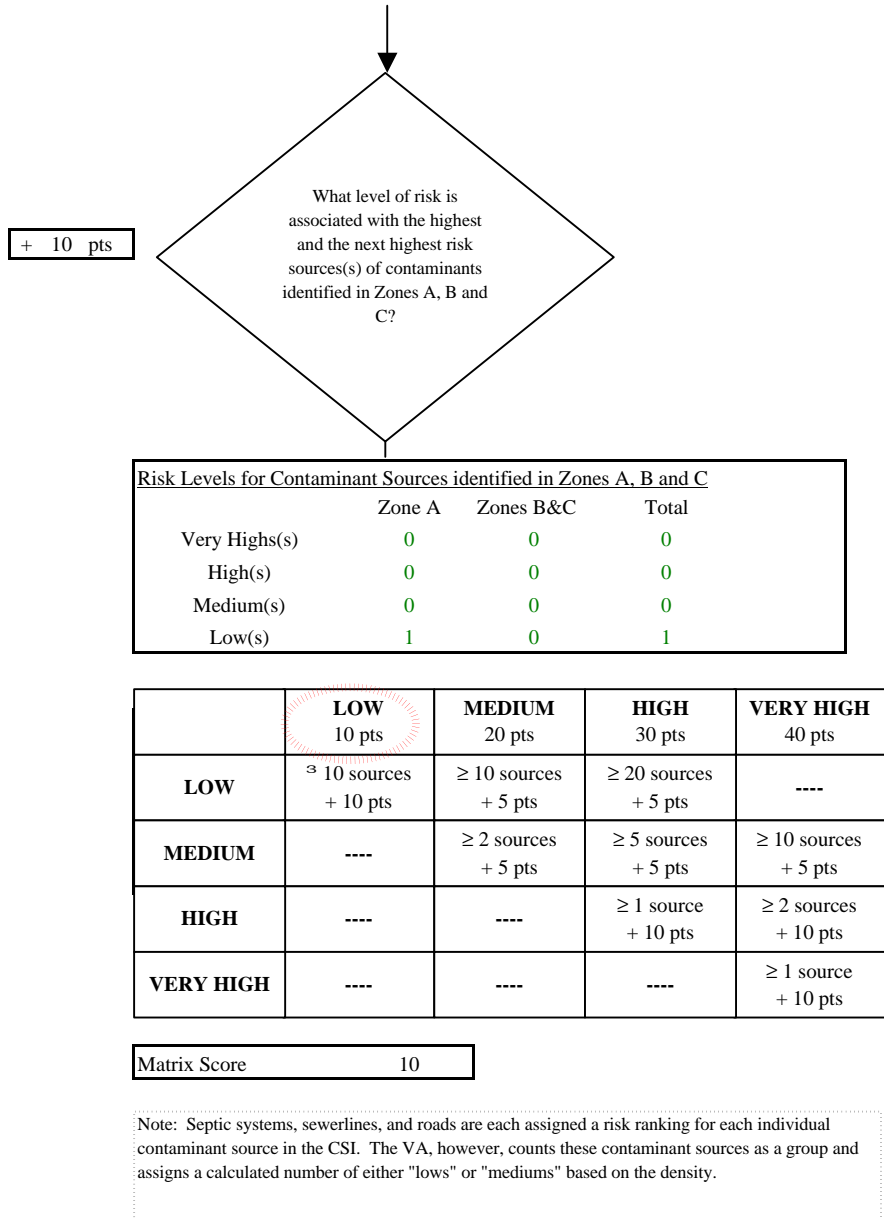 What level of risk is
associated with the highest
and the next highest risk
sources(s) of contaminants
identified in Zones A, B and
C?
+ 10 pts
Risk Levels for Contaminant Sources identified in Zones A, B and C
Zone A Zones B&C Total
Very Highs(s) 0 0 0
High(s) 0 0 0
Medium(s) 0 0 0
Low(s) 1 0 1
LOW MEDIUM HIGH VERY HIGH
10 pts 20 pts 30 pts 40 pts
LOW ³ 10 sources ≥ 10 sources ≥ 20 sources ----
+ 10 pts + 5 pts + 5 pts
MEDIUM ---- ≥ 2 sources ≥ 5 sources ≥ 10 sources
+ 5 pts + 5 pts + 5 pts
HIGH ---- ---- ≥ 1 source ≥ 2 sources
+ 10 pts + 10 pts
VERY HIGH ---- ---- ---- ≥ 1 source
+ 10 pts
Matrix Score 10
Note: Septic systems, sewerlines, and roads are each assigned a risk ranking for each individual
contaminant source in the CSI. The VA, however, counts these contaminant sources as a group and
assigns a calculated number of either "lows" or "mediums" based on the density.